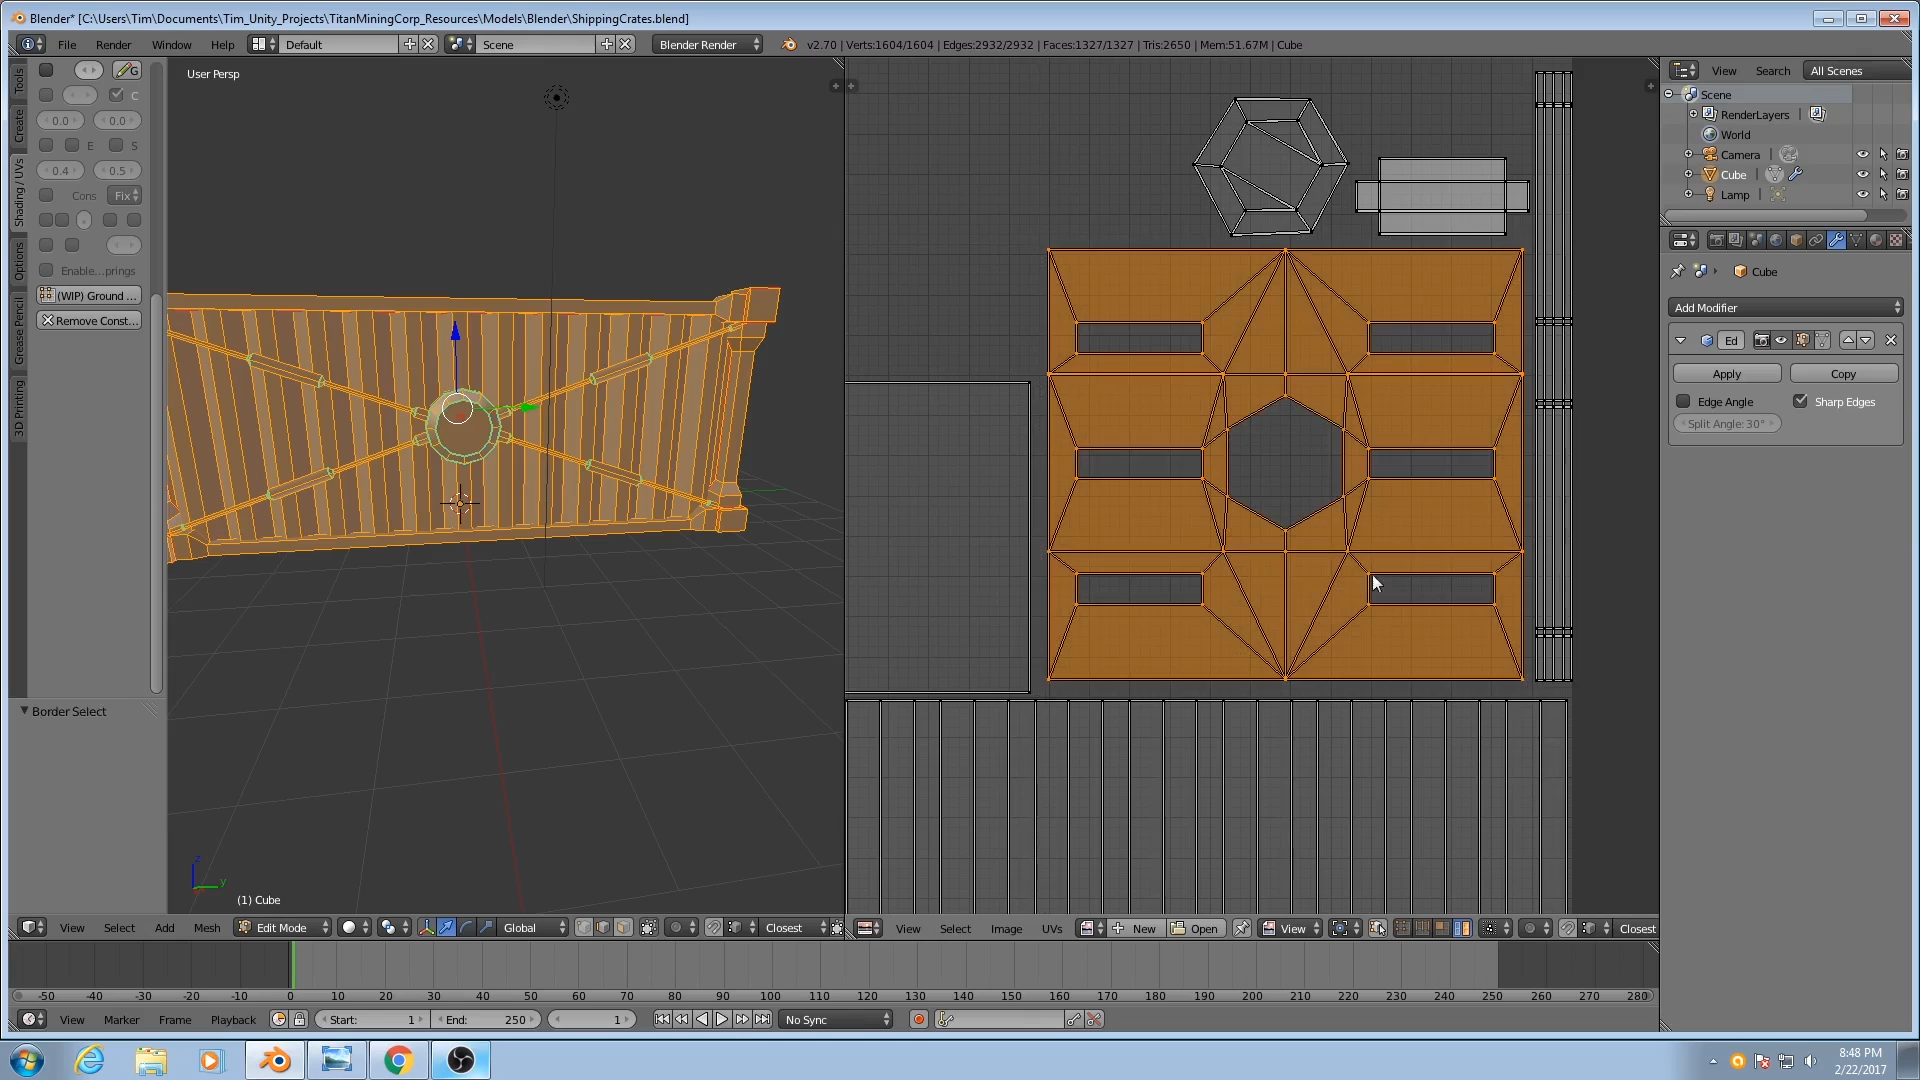 Blender* [C:\Users\Tim\Documents\Tim_Unity_Projects\TitanMiningCorp_Resources\Models\Blender\ShippingCrates.blend]
File Render Window Help Default Scene Blender Render v2.70 | Verts:1604/1604 | Edges:2932/2932 | Faces:1327/1327 | Tris:2650 | Mem:51.67M | Cube
User Persp
View Search All Scenes
Scene
RenderLayers
World
Camera
Cube
Lamp
Cube
Add Modifier
Ed
Apply Copy
Edge Angle Sharp Edges
Split Angle: 30°
Tools
Create
Shading / UVs
Options
Grease Pencil
3D Printing
G
C
0.0 0.0
E S
0.4 0.5
Cons Fix
Enable...prings
(WIP) Ground ...
Remove Const...
Border Select
z
y
(1) Cube
View Select Add Mesh Edit Mode Global Closest
View Select Image UVs New Open View Closest
-50 -40 -30 -20 -10 0 10 20 30 40 50 60 70 80 90 100 110 120 130 140 150 160 170 180 190 200 210 220 230 240 250 260 270 280
View Marker Frame Playback Start: 1 End: 250 1 No Sync
8:48 PM
2/22/2017